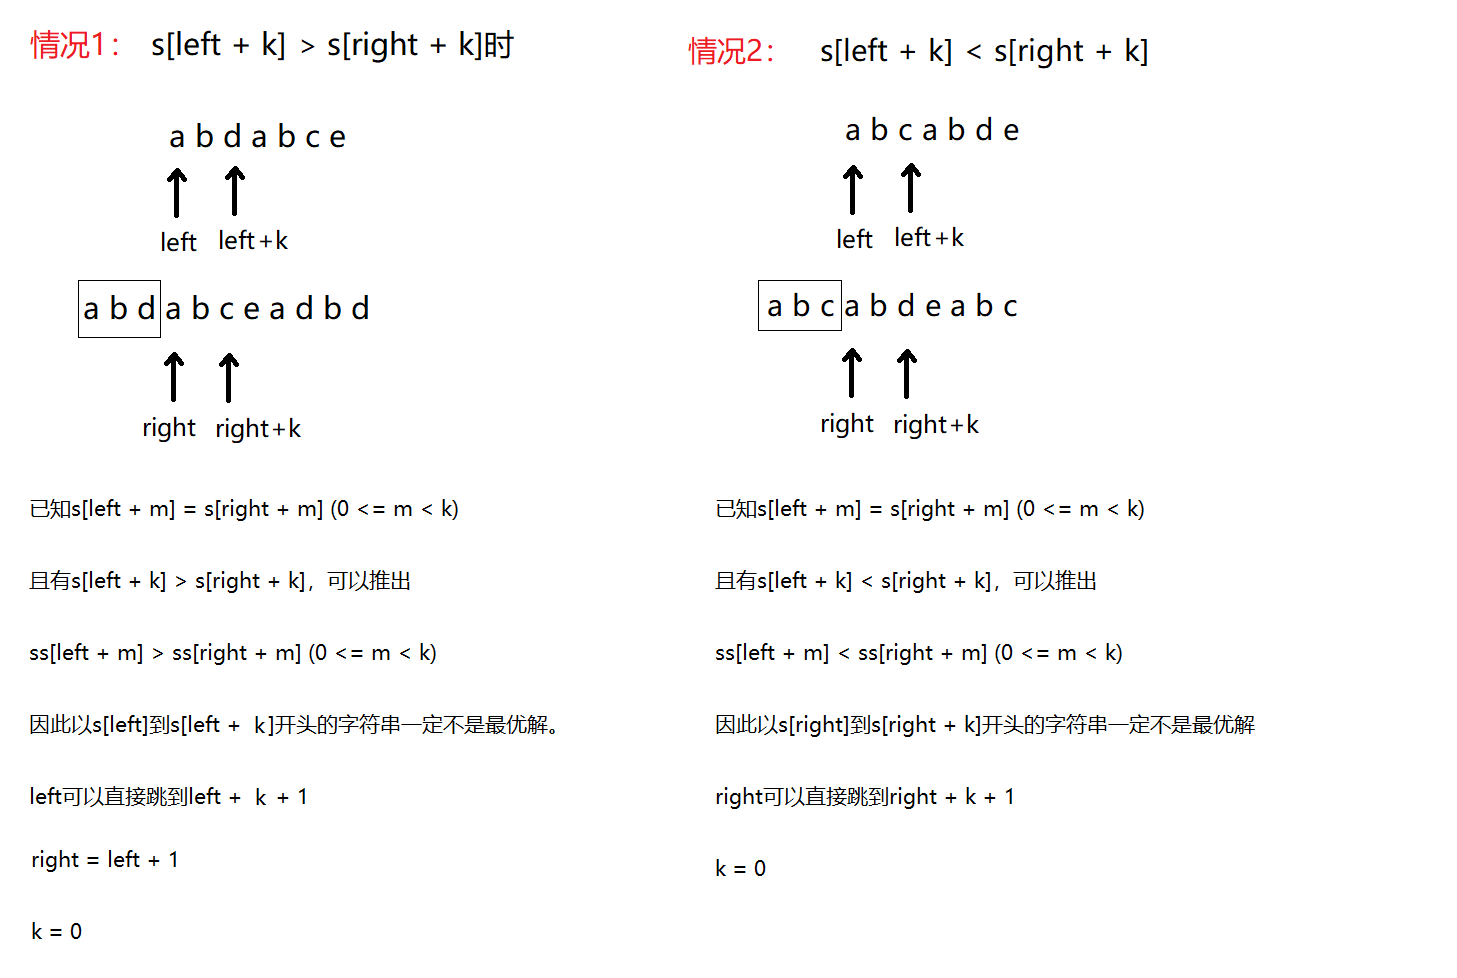 情况1： s[left + k] > s[right + k]时
a b d a b c e
left left+k
a b d a b c e a d b d
right right+k
已知s[left + m] = s[right + m] (0 <= m < k)
且有s[left + k] > s[right + k]，可以推出
ss[left + m] > ss[right + m] (0 <= m < k)
因此以s[left]到s[left + k]开头的字符串一定不是最优解。
left可以直接跳到left + k + 1
right = left + 1
k = 0
情况2： s[left + k] < s[right + k]
a b c a b d e
left left+k
a b c a b d e a b c
right right+k
已知s[left + m] = s[right + m] (0 <= m < k)
且有s[left + k] < s[right + k]，可以推出
ss[left + m] < ss[right + m] (0 <= m < k)
因此以s[right]到s[right + k]开头的字符串一定不是最优解
right可以直接跳到right + k + 1
k = 0